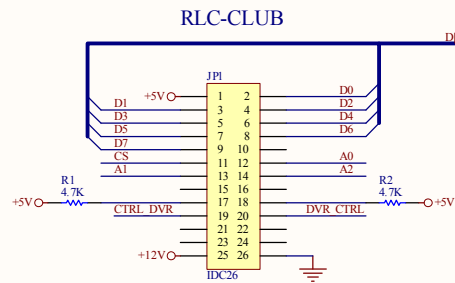 RLC-CLUB
JP1
+5V 1 2 D0
D1 3 4 D2
D3 5 6 D4
D5 7 8 D6
D7 9 10
CS 11 12 A0
A1 13 14 A2
15 16
R1 R2
4.7K 4.7K
+5V 17 18 +5V
CTRL_DVR 19 20 DVR_CTRL
21 22
23 24
+12V 25 26
IDC26